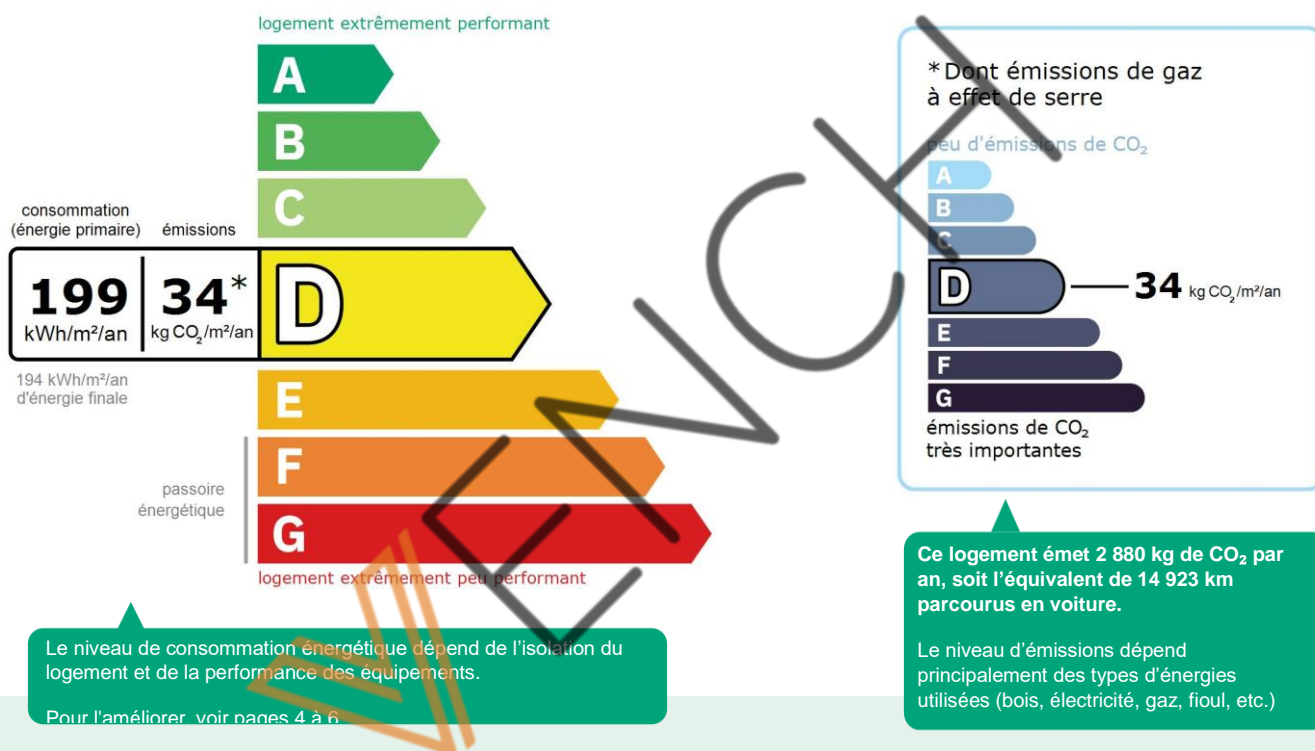 logement extrêmement performant
A
B
C
consommation
(énergie primaire) émissions
199 34*
kWh/m²/an kg CO₂/m²/an
D
194 kWh/m²/an
d'énergie finale
E
F
passoire
énergétique
G
logement extrêmement peu performant
Le niveau de consommation énergétique dépend de l'isolation du
logement et de la performance des équipements.
Pour l'améliorer, voir pages 4 à 6
*Dont émissions de gaz
à effet de serre
peu d'émissions de CO₂
A
B
C
D 34 kg CO₂/m²/an
E
F
G
émissions de CO₂
très importantes
Ce logement émet 2 880 kg de CO₂ par
an, soit l'équivalent de 14 923 km
parcourus en voiture.
Le niveau d'émissions dépend
principalement des types d'énergies
utilisées (bois, électricité, gaz, fioul, etc.)
VENCH